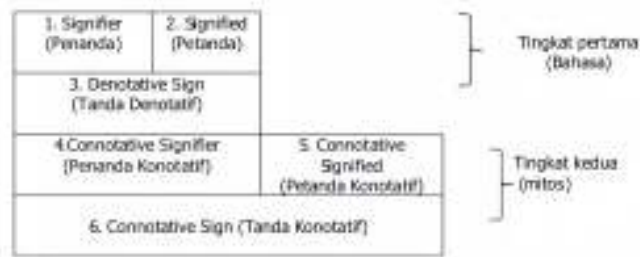 1. Signifier
(Penanda)
2. Signified
(Petanda)
Tingkat pertama
(Bahasa)
3. Denotative Sign
(Tanda Denotatif)
4.Connotative Signifier
(Penanda Konotatif)
5. Connotative
Signified
(Petanda Konotatif)
Tingkat kedua
(mitos)
6. Connotative Sign (Tanda Konotatif)